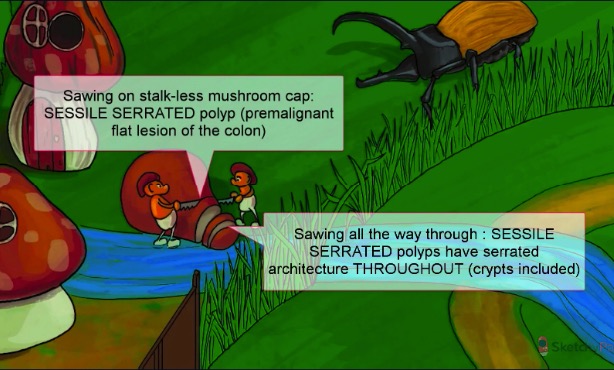 Sawing on stalk-less mushroom cap:
SESSILE SERRATED polyp (premalignant
flat lesion of the colon)
Sawing all the way through : SESSILE
SERRATED polyps have serrated
architecture THROUGHOUT (crypts included)